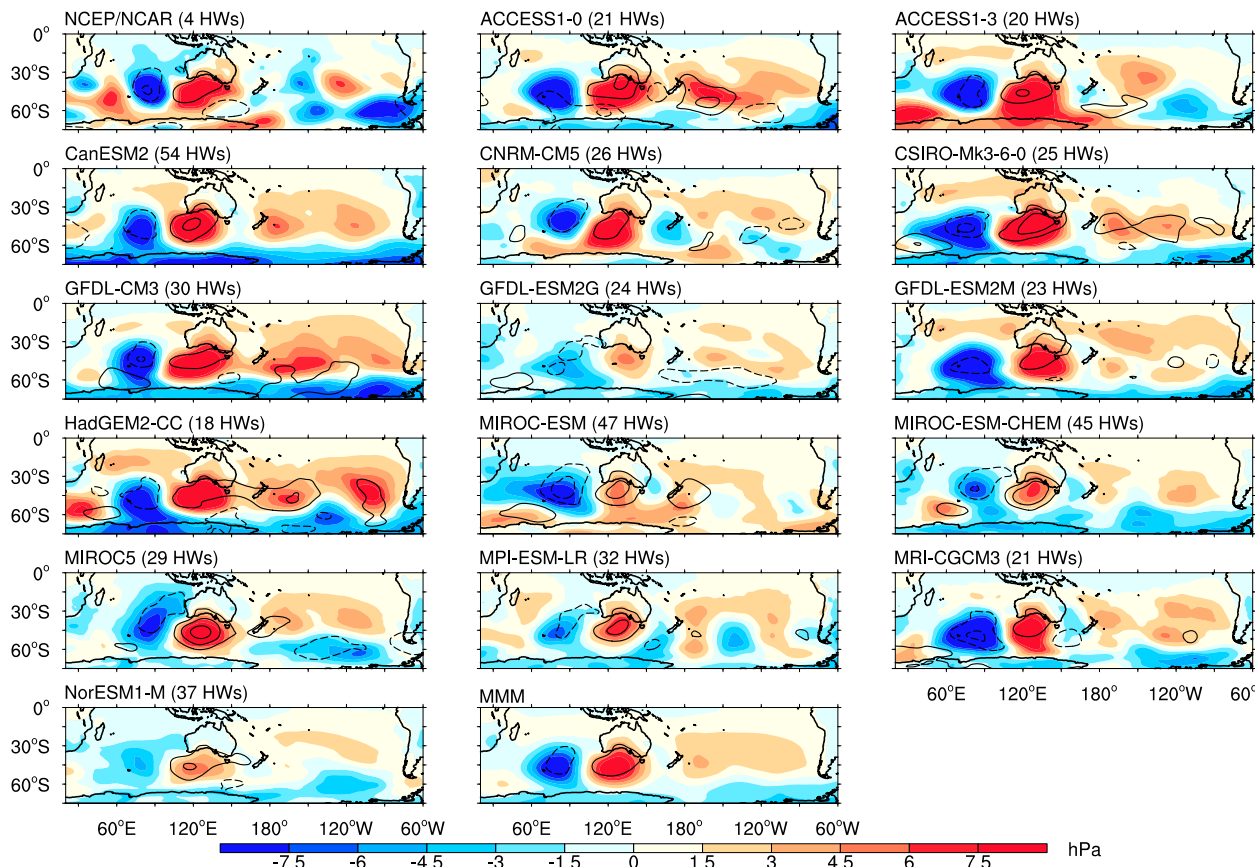 NCEP/NCAR (4 HWs) ACCESS1-0 (21 HWs) ACCESS1-3 (20 HWs)
0°
30°S
60°S
CanESM2 (54 HWs) CNRM-CM5 (26 HWs) CSIRO-Mk3-6-0 (25 HWs)
0°
30°S
60°S
GFDL-CM3 (30 HWs) GFDL-ESM2G (24 HWs) GFDL-ESM2M (23 HWs)
0°
30°S
60°S
HadGEM2-CC (18 HWs) MIROC-ESM (47 HWs) MIROC-ESM-CHEM (45 HWs)
0°
30°S
60°S
MIROC5 (29 HWs) MPI-ESM-LR (32 HWs) MRI-CGCM3 (21 HWs)
0°
30°S
60°S
60°E 120°E 180° 120°W 60°
NorESM1-M (37 HWs) MMM
0°
30°S
60°S
60°E 120°E 180° 120°W 60°W 60°E 120°E 180° 120°W 60°W
-7.5 -6 -4.5 -3 -1.5 0 1.5 3 4.5 6 7.5 hPa